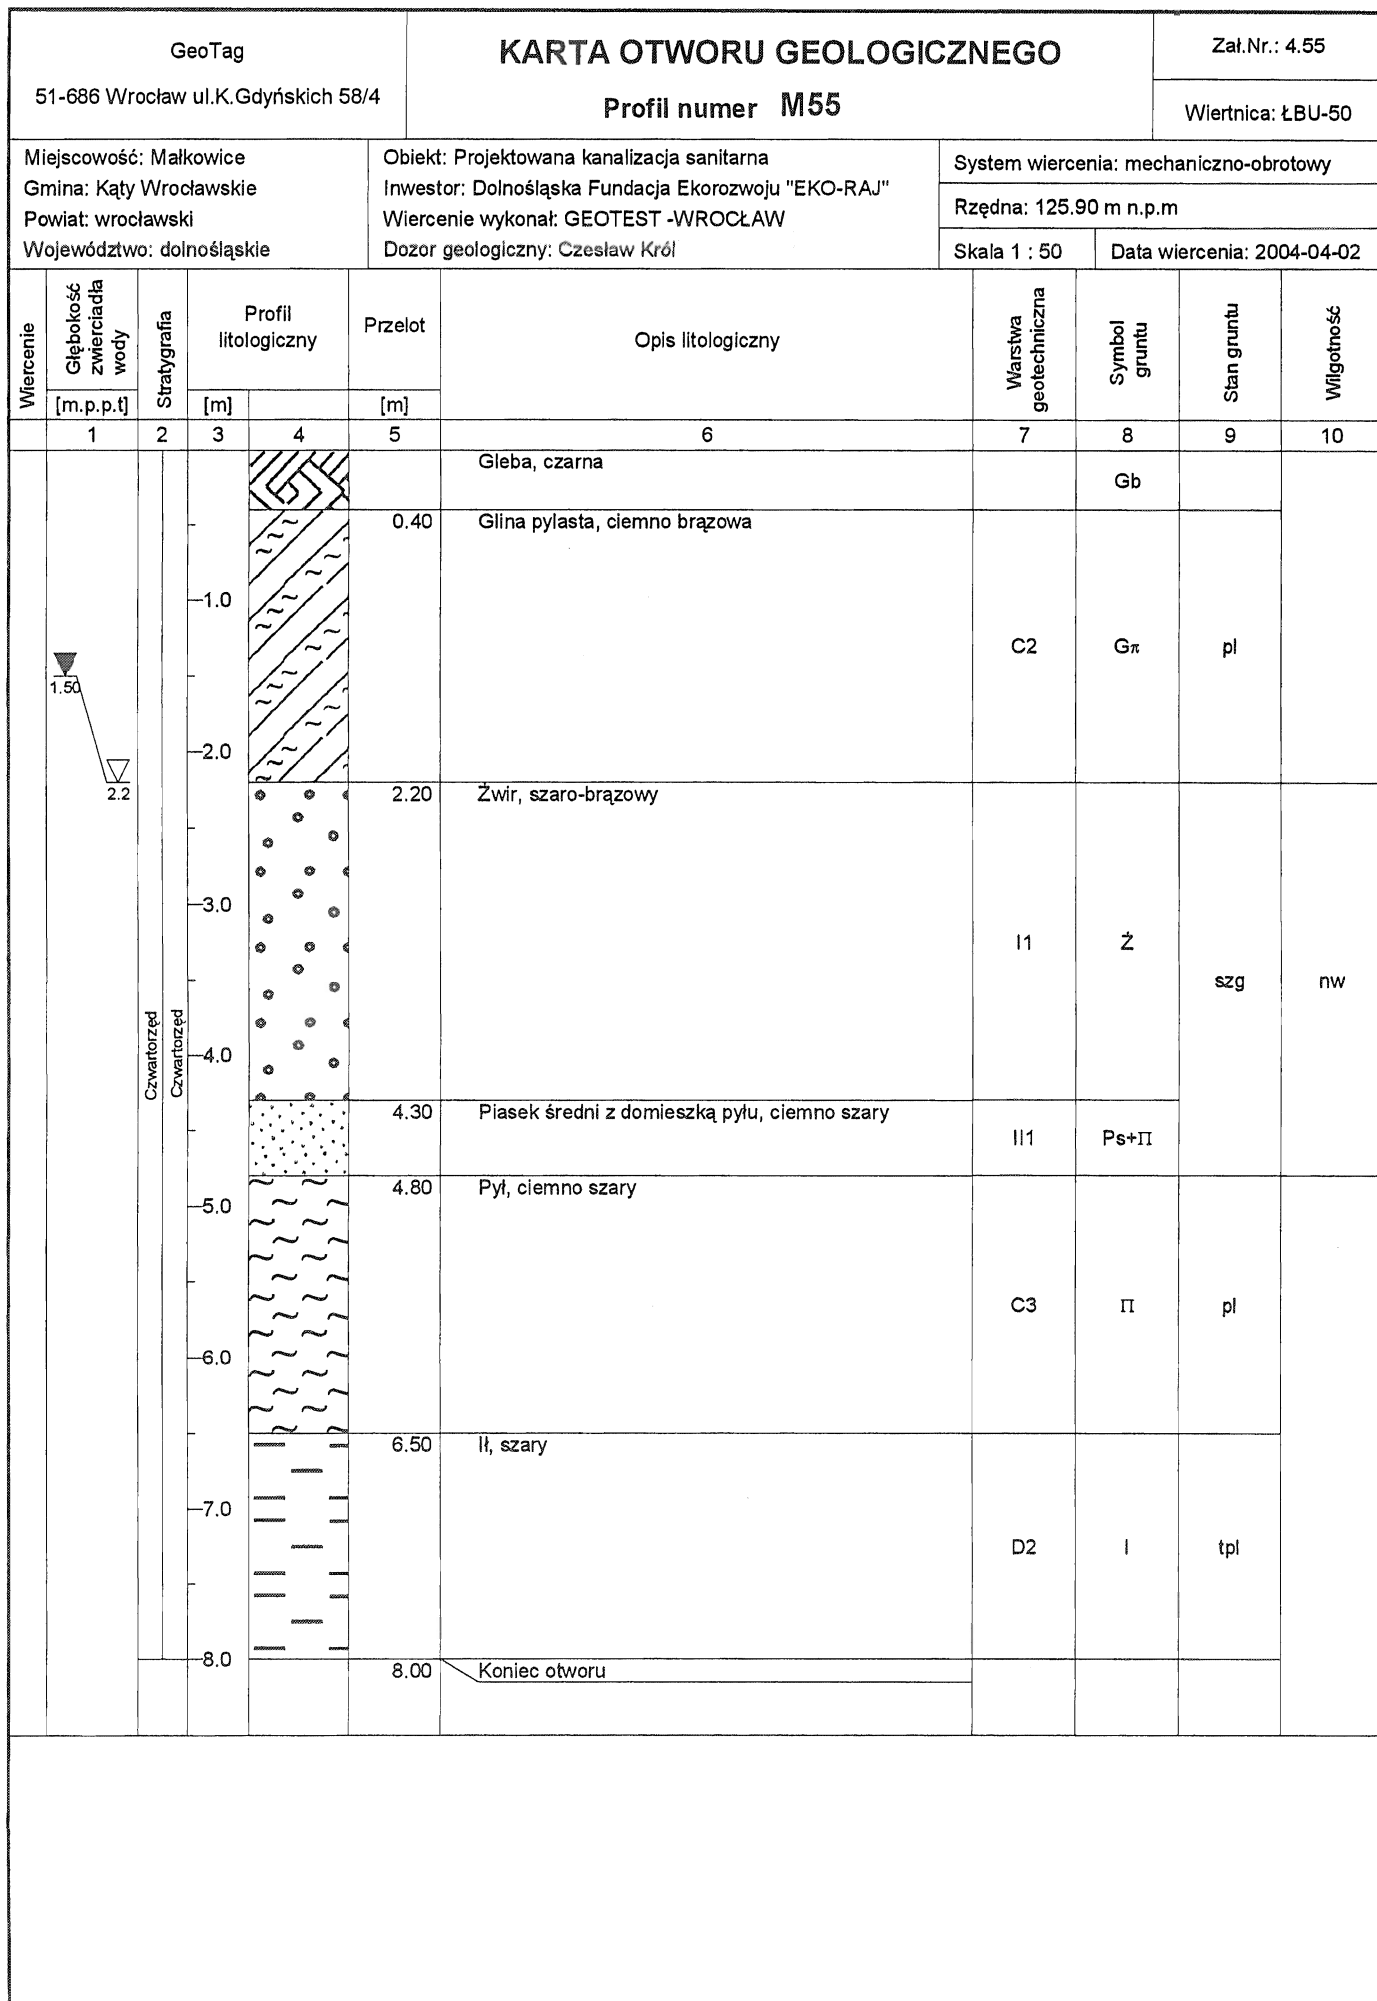 GeoTag
51-686 Wrocław ul.K.Gdyńskich 58/4
KARTA OTWORU GEOLOGICZNEGO
Profil numer M55
Zał.Nr.: 4.55
Wiertnica: ŁBU-50
Miejscowość: Małkowice
Gmina: Kąty Wrocławskie
Powiat: wrocławski
Województwo: dolnośląskie
Obiekt: Projektowana kanalizacja sanitarna
Inwestor: Dolnośląska Fundacja Ekorozwoju "EKO-RAJ"
Wiercenie wykonał: GEOTEST -WROCŁAW
Dozor geologiczny: Czesław Król
System wiercenia: mechaniczno-obrotowy
Rzędna: 125.90 m n.p.m
Skala 1 : 50
Data wiercenia: 2004-04-02
Wiercenie
Głębokość
zwierciadła
wody
[m.p.p.t]
Stratygrafia
Profil
litologiczny
[m]
Przelot
[m]
Opis litologiczny
Warstwa
geotechniczna
Symbol
gruntu
Stan gruntu
Wilgotność
1 2 3 4 5 6 7 8 9 10
Gleba, czarna
Gb
0.40 Glina pylasta, ciemno brązowa
-1.0
C2 Gπ pl
1.50
-2.0
2.2
2.20 Żwir, szaro-brązowy
-3.0
I1 Ż
szg nw
Czwartorzęd
Czwartorzęd
-4.0
4.30 Piasek średni z domieszką pyłu, ciemno szary
II1 Ps+Π
4.80 Pył, ciemno szary
-5.0
C3 Π pl
-6.0
6.50 Ił, szary
-7.0
D2 I tpl
-8.0
8.00 Koniec otworu